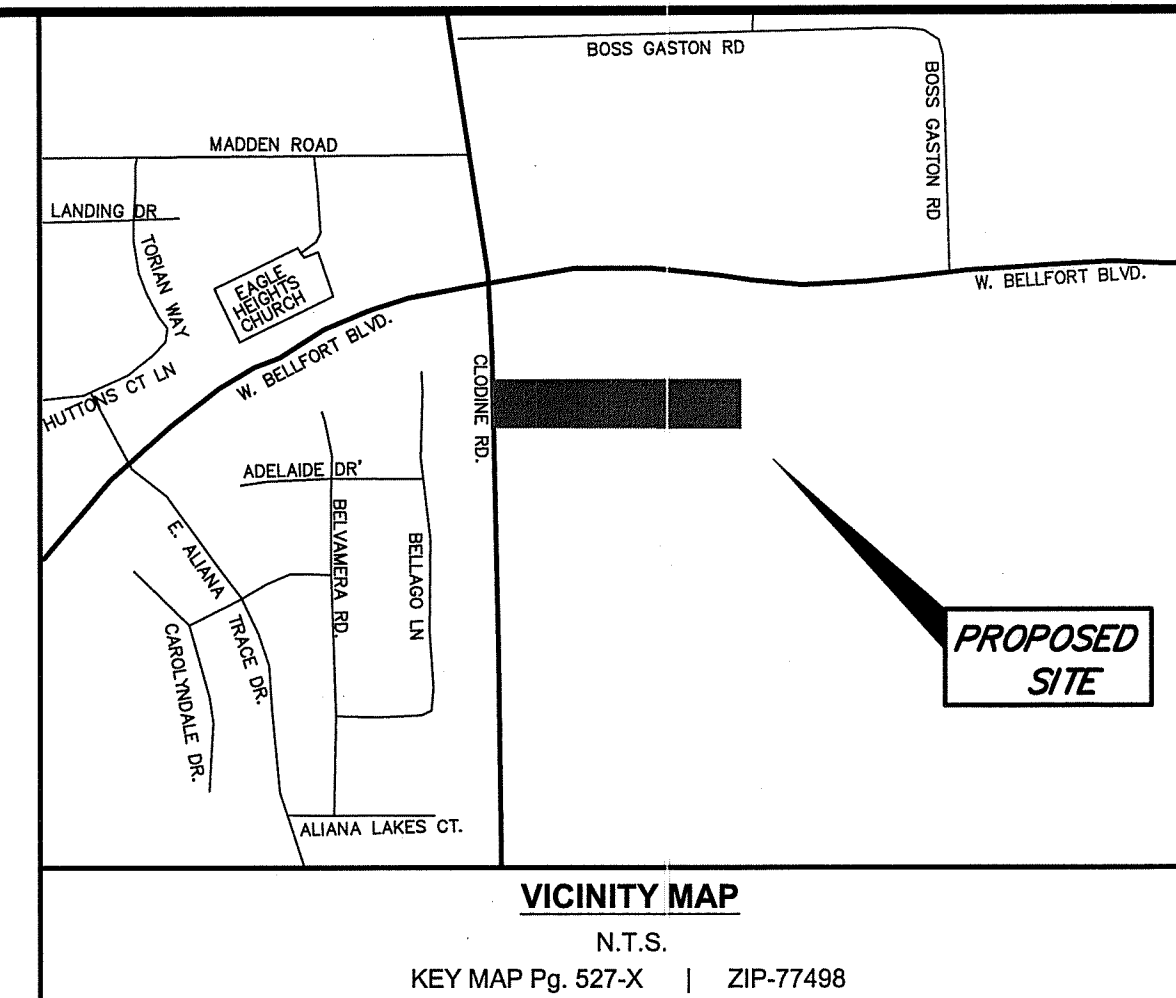 BOSS GASTON RD
BOSS GASTON RD
MADDEN ROAD
LANDING DR
TORIAN WAY
EAGLE
HEIGHTS
CHURCH
W. BELLFORT BLVD.
W. BELLFORT BLVD.
HUTTONS CT LN
CLODINE RD.
ADELAIDE DR'
BELVAMERA RD.
BELLAGO LN
E. ALIANA TRACE DR.
CAROLYNDALE DR.
PROPOSED
SITE
ALIANA LAKES CT.
VICINITY MAP
N.T.S.
KEY MAP Pg. 527-X | ZIP-77498